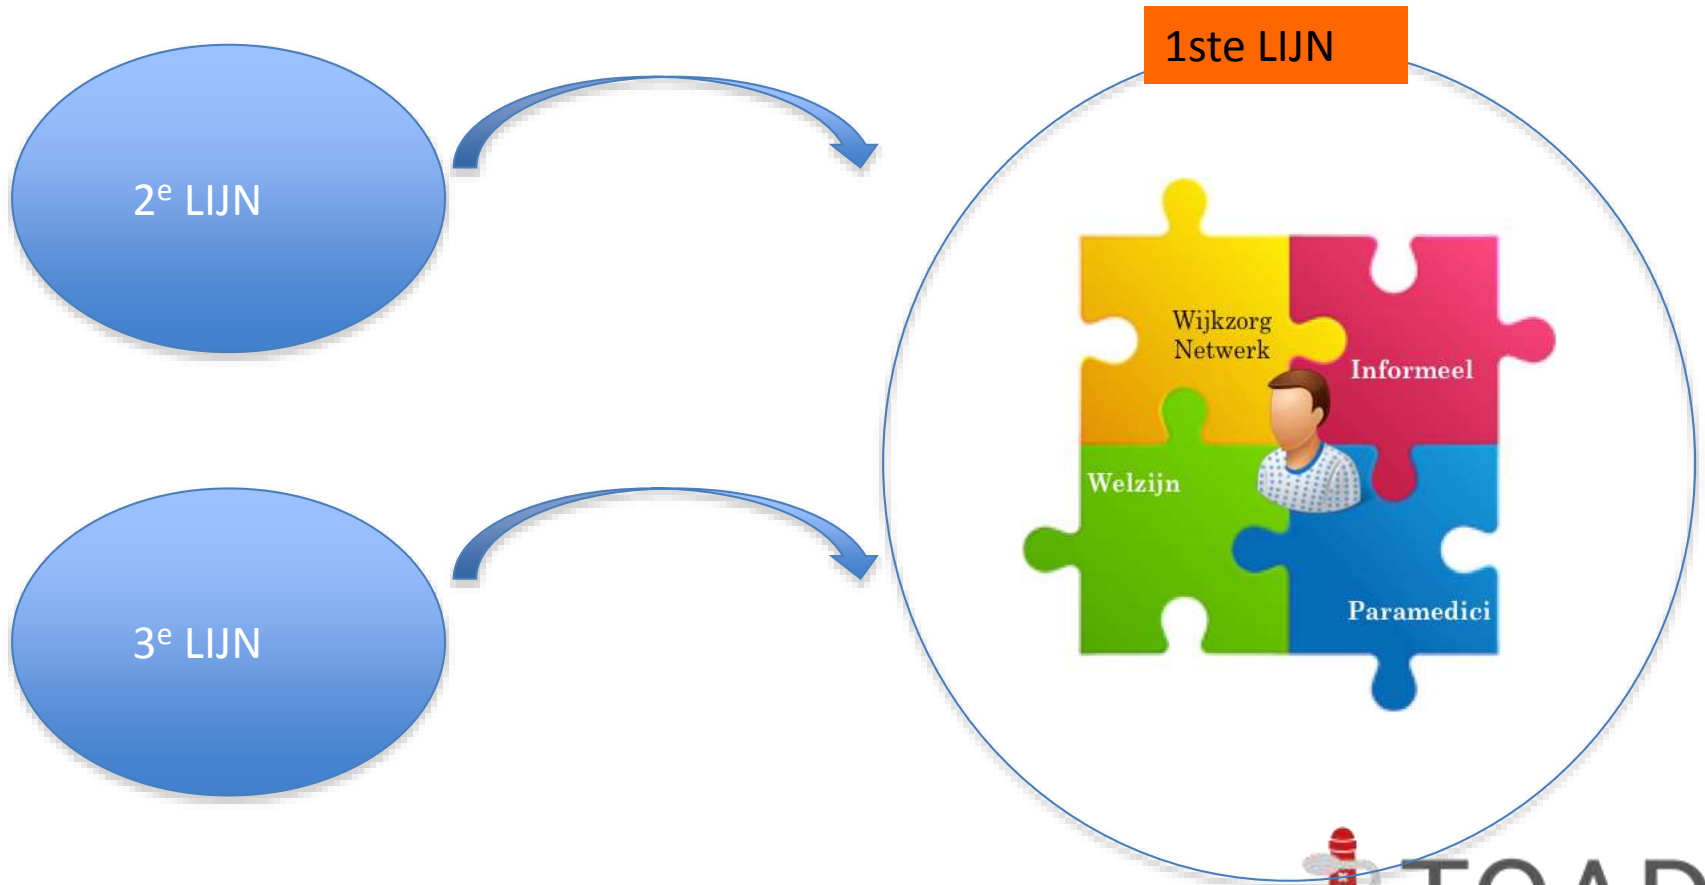 1ste LIJN
2e LIJN
Wijkzorg
Netwerk
Informeel
Welzijn
3e LIJN
Paramedici